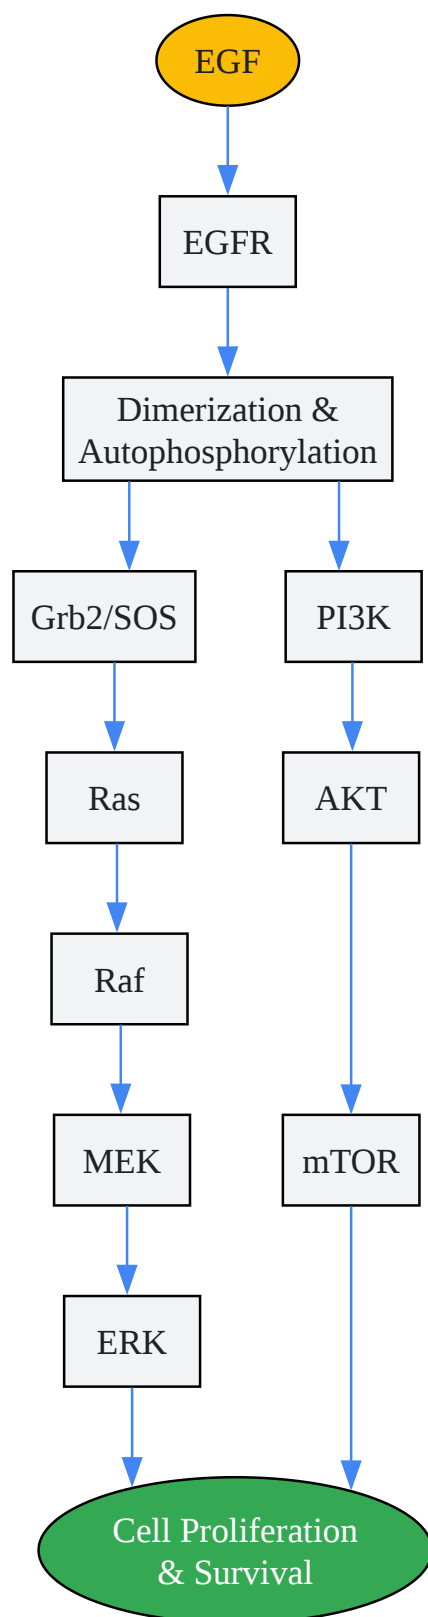 EGF
EGFR
Dimerization &
Autophosphorylation
Grb2/SOS
PI3K
Ras
AKT
Raf
MEK
mTOR
ERK
Cell Proliferation
& Survival